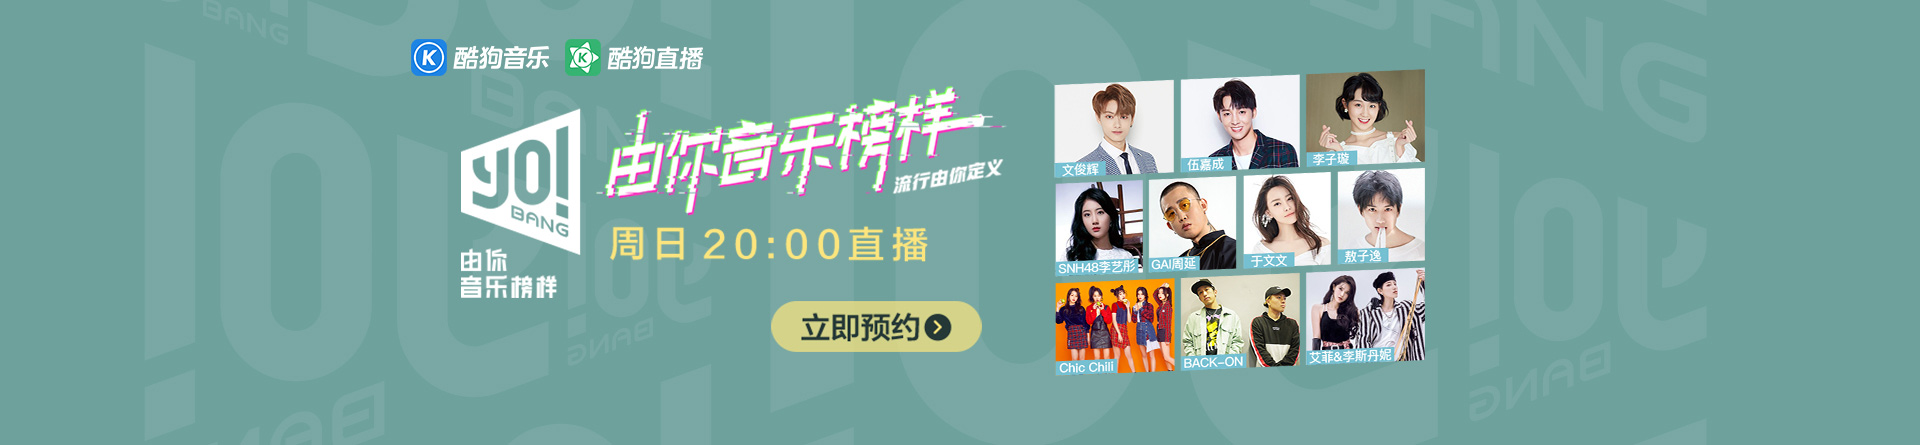 酷狗音乐 酷狗直播
由你音乐榜样
流行由你定义
yo!
BANG
由你
音乐榜样
周日 20:00直播
立即预约
文俊辉 伍嘉成 李子璇
SNH48李艺彤 GAI周延 于文文 敖子逸
Chic Chili BACK-ON 艾菲&李斯丹妮